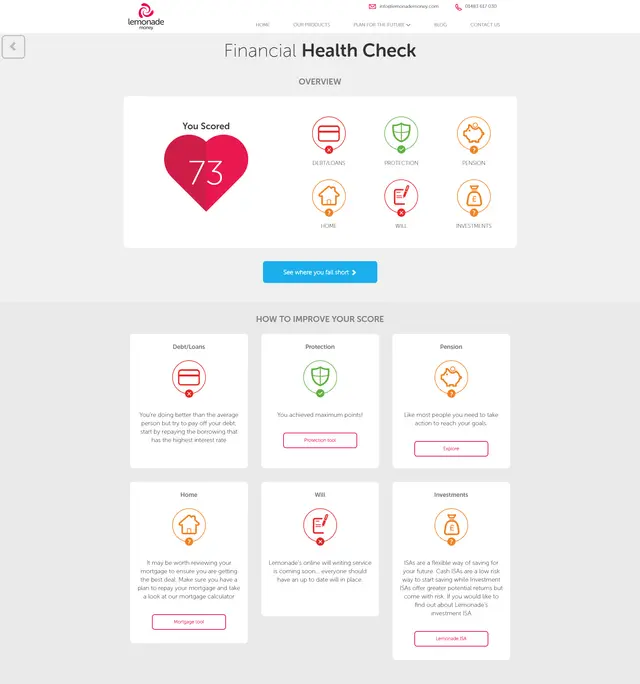 lemonade
money
info@lemonademoney.com
01483 617 030
HOME
OUR PRODUCTS
PLAN FOR THE FUTURE
BLOG
CONTACT US
Financial Health Check
OVERVIEW
You Scored
73
DEBT/LOANS
PROTECTION
PENSION
HOME
WILL
INVESTMENTS
See where you fall short
HOW TO IMPROVE YOUR SCORE
Debt/Loans
You're doing better than the average
person but try to pay off your debt.
start by repaying the borrowing that
has the highest interest rate
Protection
You achieved maximum points!
Protection tool
Pension
Like most people you need to take
action to reach your goals.
Explore
Home
It may be worth reviewing your
mortgage to ensure you are getting
the best deal. Make sure you have a
plan to repay your mortgage and take
a look at our mortgage calculator
Mortgage tool
Will
Lemonade's online will writing service
is coming soon... everyone should
have an up to date will in place.
Investments
£
ISAs are a flexible way of saving for
your future. Cash ISAs are a low risk
way to start saving while Investment
ISAs offer greater potential returns but
come with risk. If you would like to
find out about Lemonade's
investment ISA
Lemonade ISA